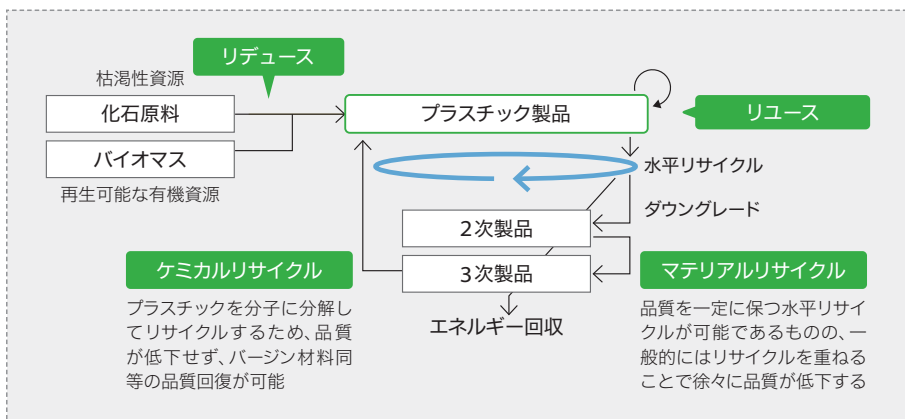 リデュース
枯渇性資源
化石原料
プラスチック製品
リユース
バイオマス
再生可能な有機資源
水平リサイクル
ダウングレード
2次製品
ケミカルリサイクル
3次製品
マテリアルリサイクル
プラスチックを分子に分解し
てリサイクルするため、品質
が低下せず、バージン材料同
等の品質回復が可能
エネルギー回収
品質を一定に保つ水平リサイ
クルが可能であるものの、一
般的にはリサイクルを重ねる
ことで徐々に品質が低下する